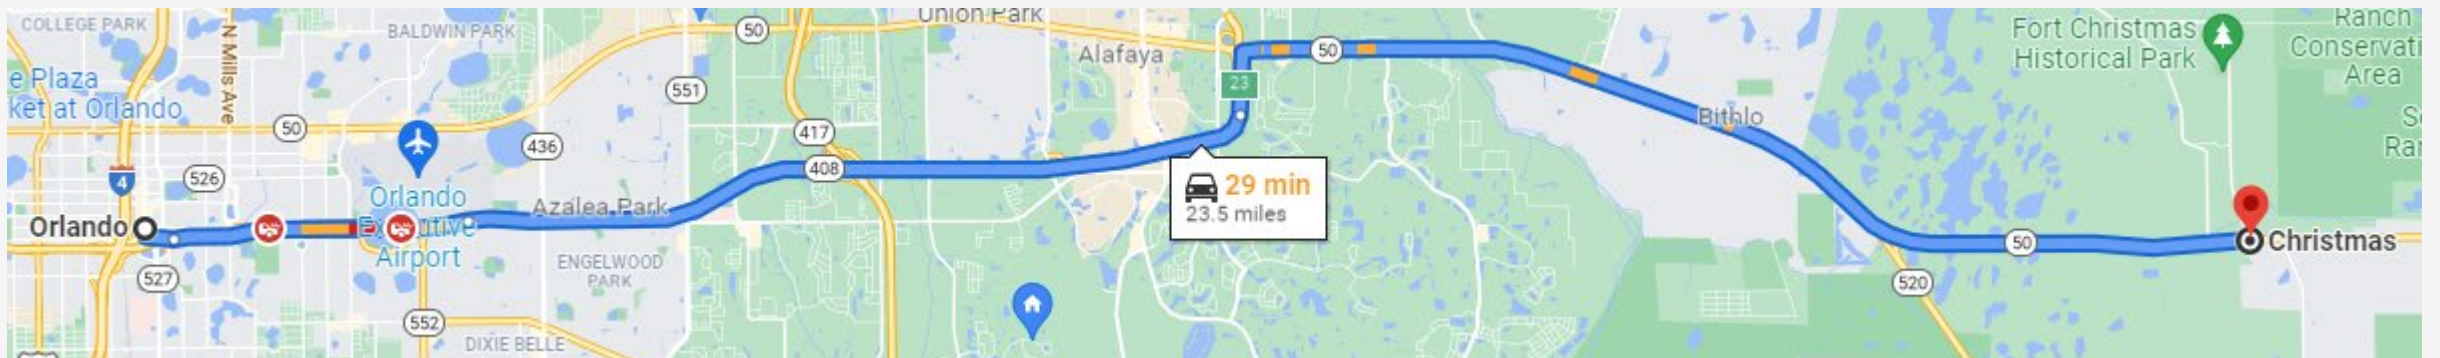 COLLEGE PARK
N Mills Ave
BALDWIN PARK
50
Union Park
Alafaya
50
Fort Christmas
Historical Park
Ranch
Conservati
Area
e Plaza
ket at Orlando
551
23
50
436
417
Bithlo
4
526
408
Orlando
Executive
Airport
Azalea Park
29 min
23.5 miles
Orlando
527
ENGELWOOD
PARK
552
DIXIE BELLE
520
50
Christmas
S
Ra